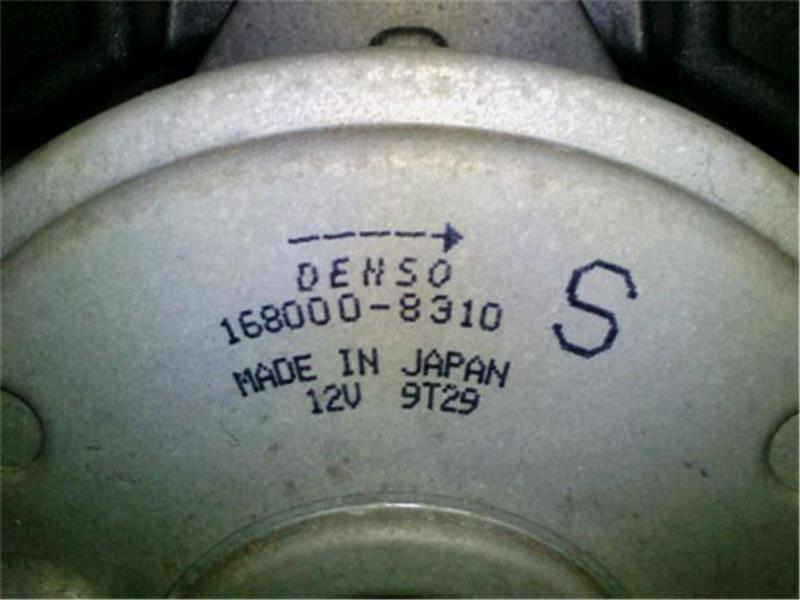 DENSO
168000-8310
S
MADE IN JAPAN
12V 9T29